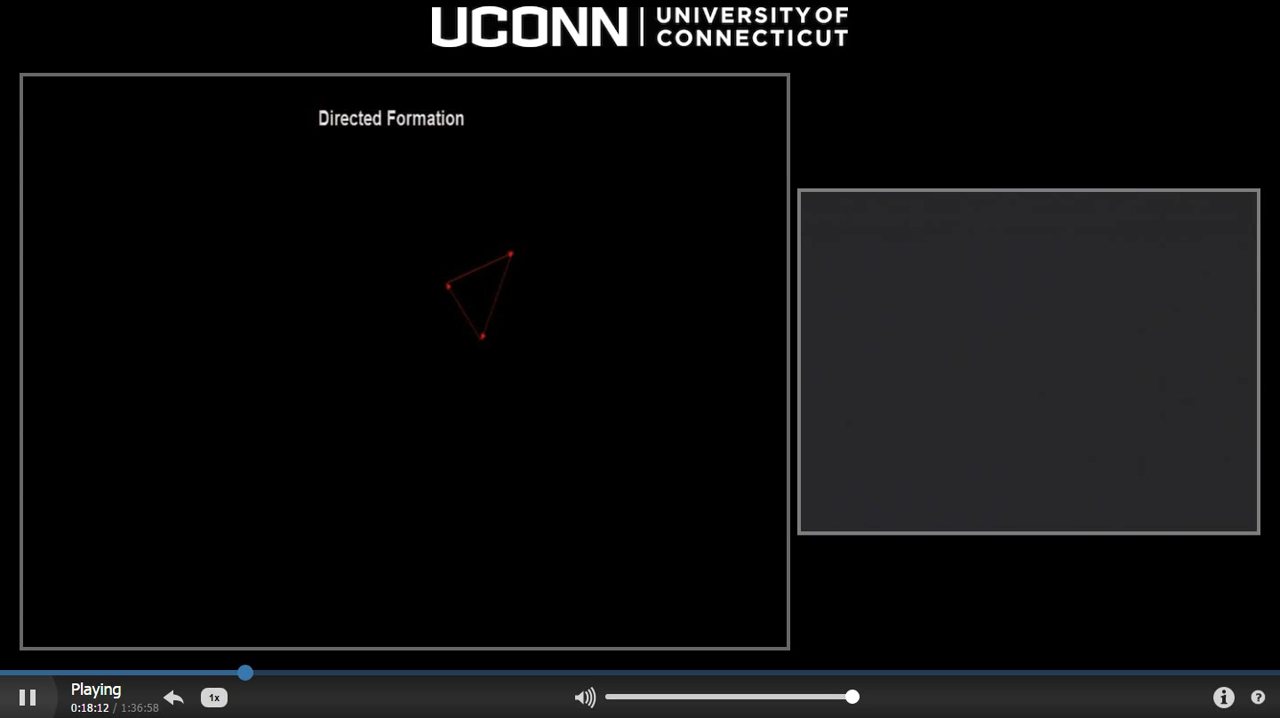 UCONN UNIVERSITY OF
CONNECTICUT
Directed Formation
Playing
0:18:12 / 1:36:58
1x